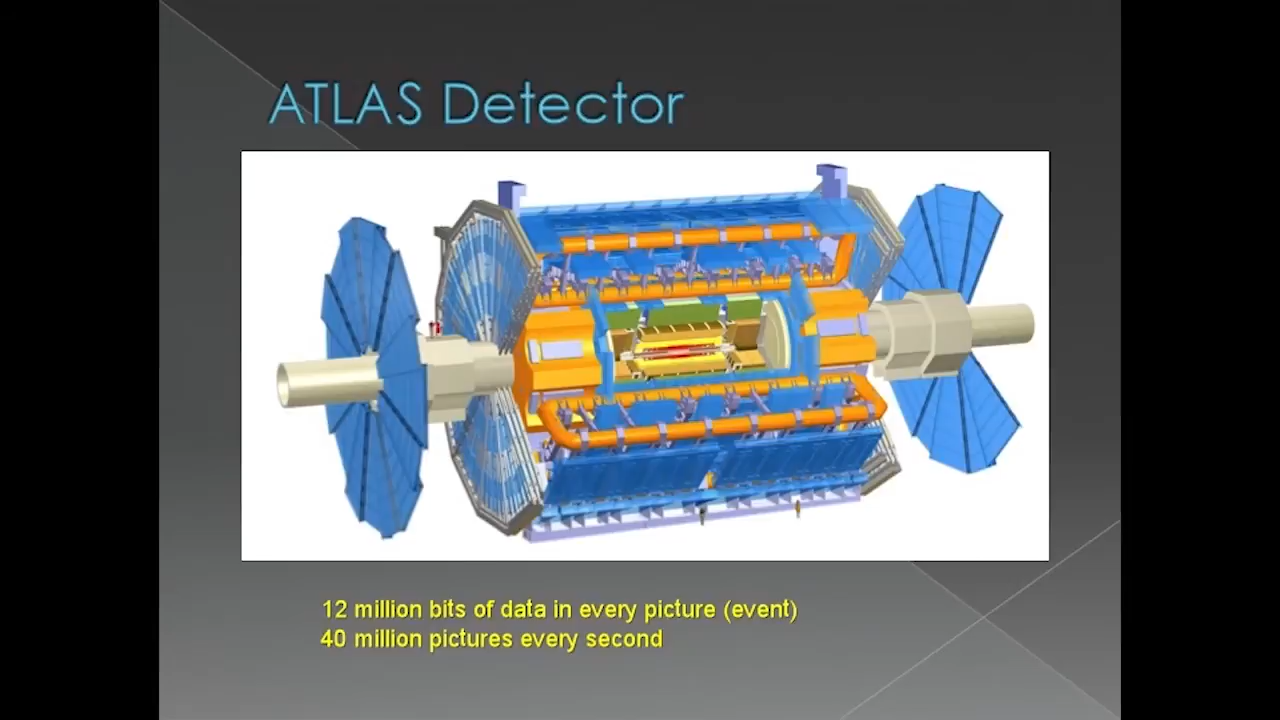 ATLAS Detector
12 million bits of data in every picture (event)
40 million pictures every second